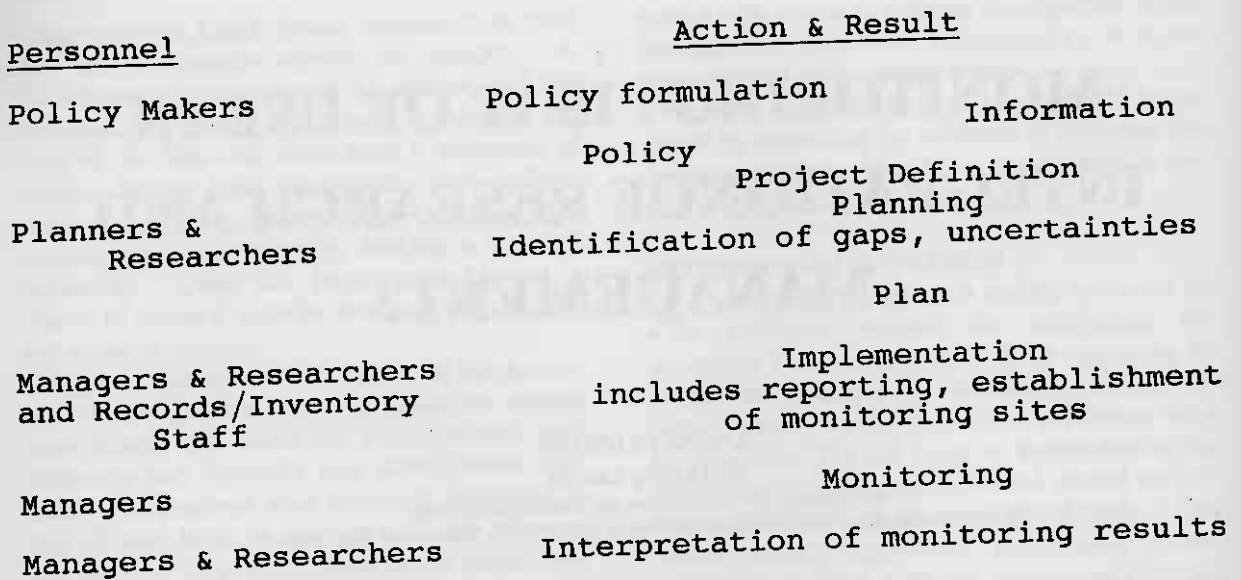 Personnel
Action & Result
Policy Makers
Policy formulation
Information
Policy
Project Definition
Planning
Planners &
Researchers
Identification of gaps, uncertainties
Plan
Managers & Researchers
and Records/Inventory
Staff
Implementation
includes reporting, establishment
of monitoring sites
Monitoring
Managers
Managers & Researchers
Interpretation of monitoring results